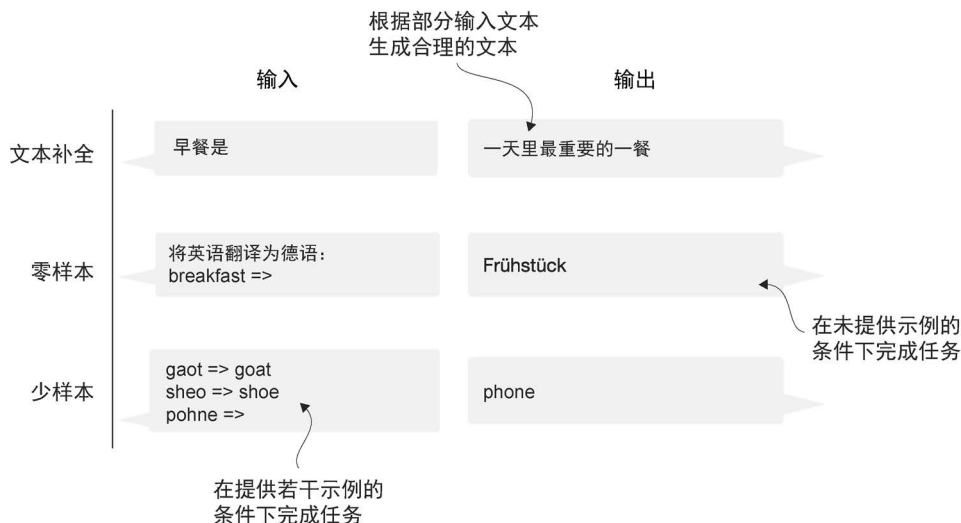 根据部分输入文本
生成合理的文本
输入
输出
文本补全
早餐是
一天里最重要的一餐
零样本
将英语翻译为德语：
breakfast =>
Frühstück
在未提供示例的
条件下完成任务
少样本
gaot => goat
sheo => shoe
pohne =>
phone
在提供若干示例的
条件下完成任务